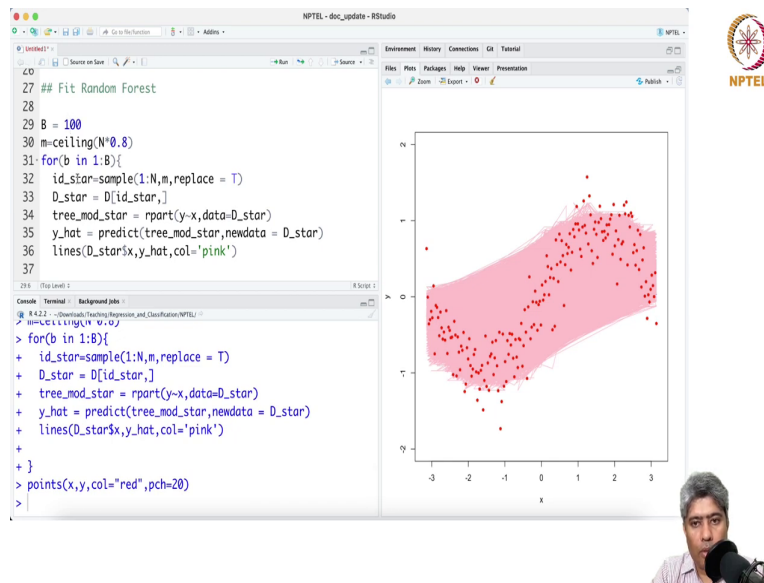 NPTEL - doc_update - RStudio
Go to file/function
Addins
NPTEL
Untitled1*
Source on Save
Run
Source
26
27 ## Fit Random Forest
28
29 B = 100
30 m=ceiling(N*0.8)
31 for(b in 1:B){
32 id_star=sample(1:N,m,replace = T)
33 D_star = D[id_star,]
34 tree_mod_star = rpart(y~x,data=D_star)
35 y_hat = predict(tree_mod_star,newdata = D_star)
36 lines(D_star$x,y_hat,col='pink')
37
29:6 (Top Level) R Script
Console Terminal Background Jobs
R 4.2.2 · ~/Downloads/Teaching/Regression_and_Classification/NPTEL/
> m=ceiling(N*0.8)
> for(b in 1:B){
+ id_star=sample(1:N,m,replace = T)
+ D_star = D[id_star,]
+ tree_mod_star = rpart(y~x,data=D_star)
+ y_hat = predict(tree_mod_star,newdata = D_star)
+ lines(D_star$x,y_hat,col='pink')
+
+ }
> points(x,y,col="red",pch=20)
>
Environment History Connections Git Tutorial
Files Plots Packages Help Viewer Presentation
Zoom Export Publish
2
1
0
-1
-2
y
-3 -2 -1 0 1 2 3
x
NPTEL